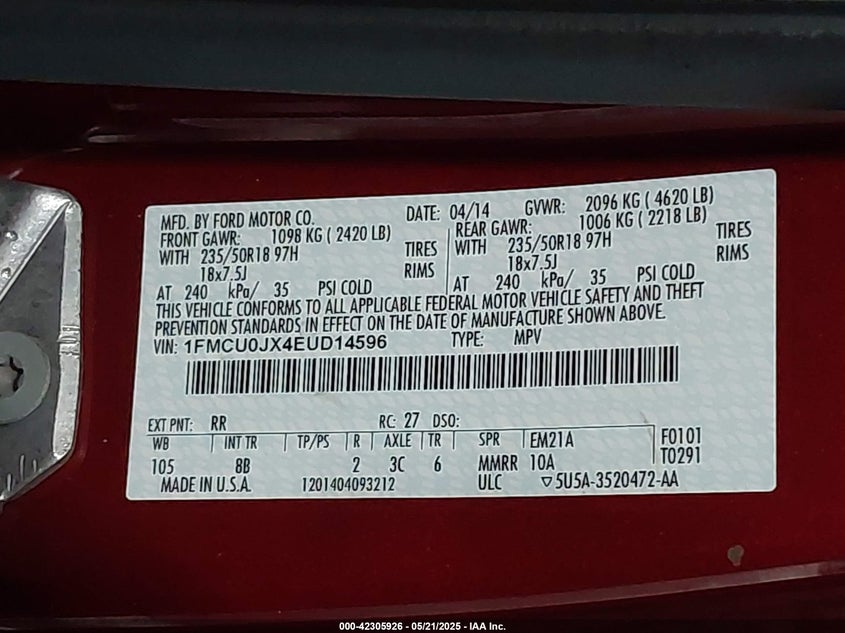 MFD. BY FORD MOTOR CO. DATE: 04/14 GVWR: 2096 KG ( 4620 LB)
FRONT GAWR: 1098 KG ( 2420 LB) REAR GAWR: 1006 KG ( 2218 LB)
WITH 235/50R18 97H TIRES WITH 235/50R18 97H TIRES
18x7.5J RIMS 18x7.5J RIMS
AT 240 kPa/ 35 PSI COLD AT 240 kPa/ 35 PSI COLD
THIS VEHICLE CONFORMS TO ALL APPLICABLE FEDERAL MOTOR VEHICLE SAFETY AND THEFT
PREVENTION STANDARDS IN EFFECT ON THE DATE OF MANUFACTURE SHOWN ABOVE.
VIN: 1FMCU0JX4EUD14596 TYPE: MPV
EXT PNT: RR RC: 27 DSO:
WB INT TR TP/PS R AXLE TR SPR EM21A F0101
105 8B 2 3C 6 MMRR 10A T0291
MADE IN U.S.A. 1201404093212 ULC ▽5U5A-3520472-AA
000-42305926 - 05/21/2025 - IAA Inc.